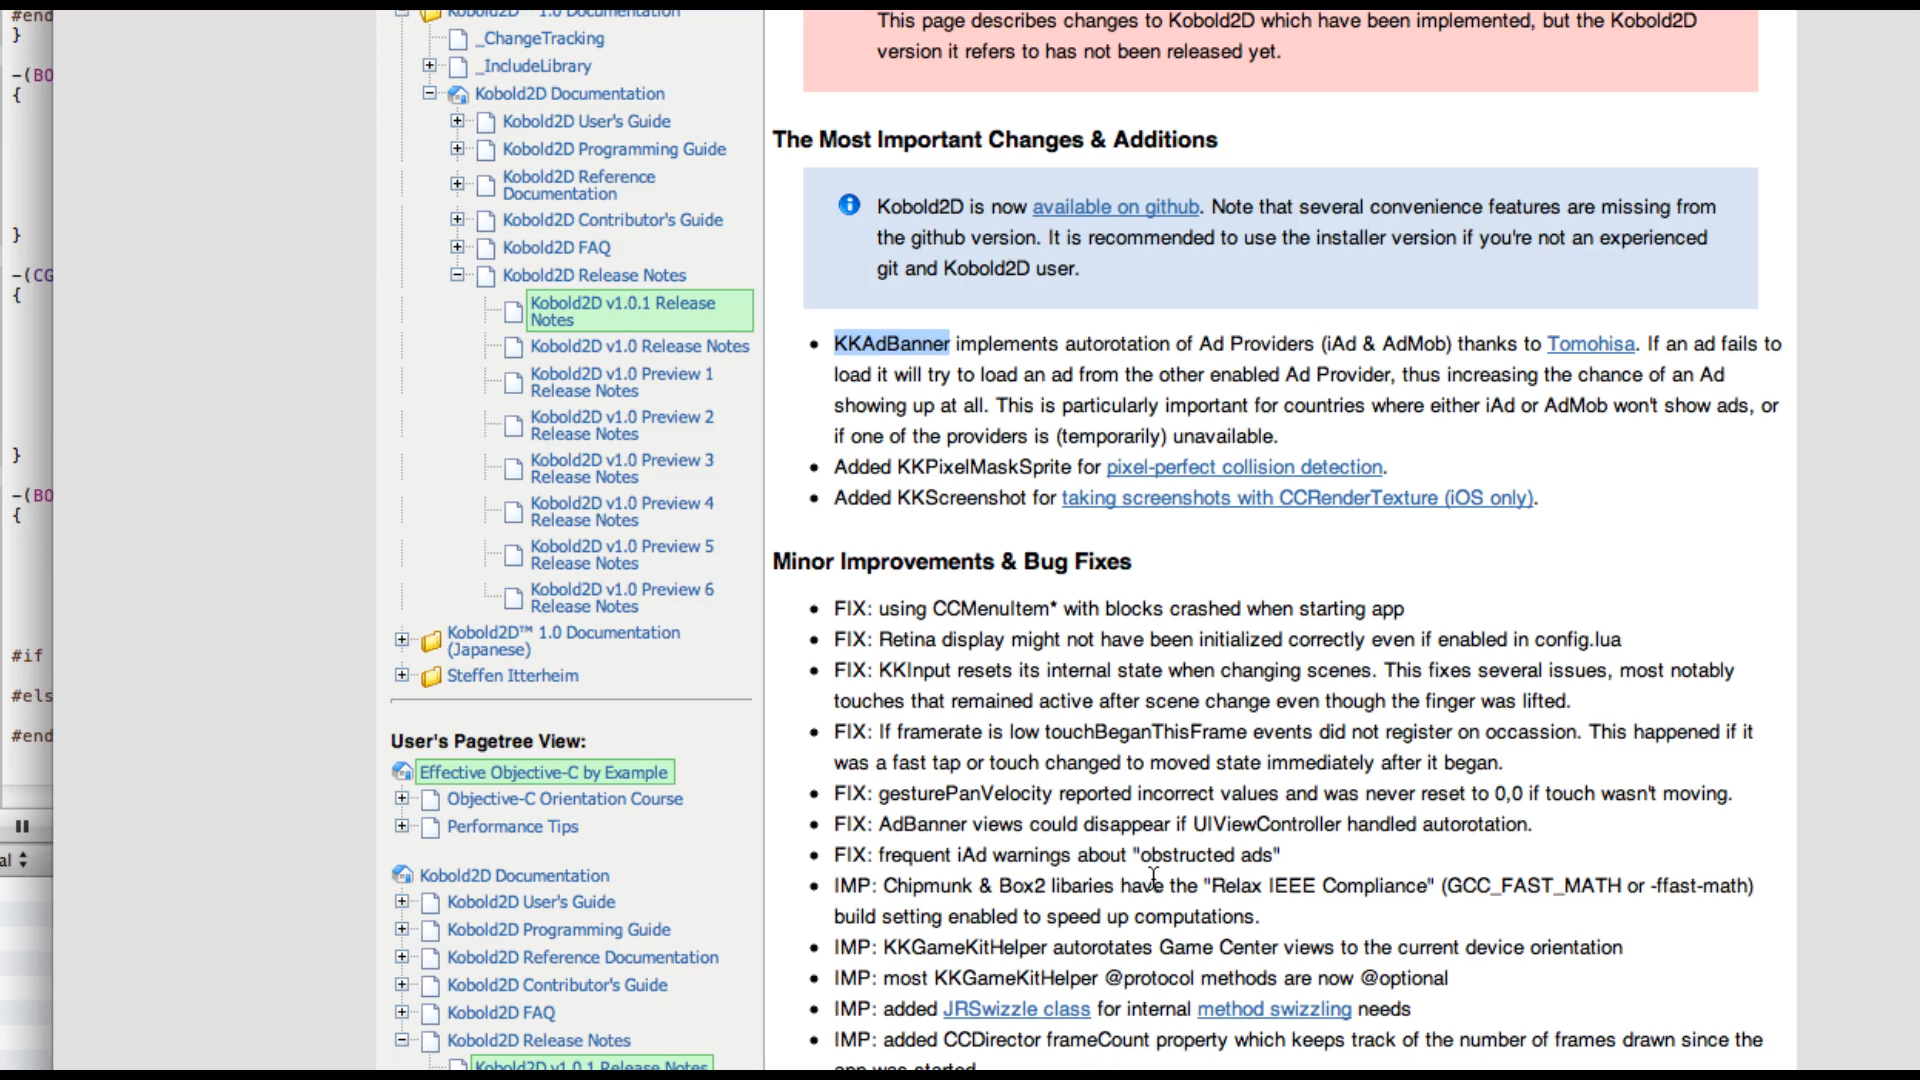 #end
}
-(BO
{
}
-(CG
{
}
-(BO
{
#if
#els
#end
al
Kobold2D™ 1.0 Documentation
_ChangeTracking
_IncludeLibrary
Kobold2D Documentation
Kobold2D User's Guide
Kobold2D Programming Guide
Kobold2D Reference
Documentation
Kobold2D Contributor's Guide
Kobold2D FAQ
Kobold2D Release Notes
Kobold2D v1.0.1 Release
Notes
Kobold2D v1.0 Release Notes
Kobold2D v1.0 Preview 1
Release Notes
Kobold2D v1.0 Preview 2
Release Notes
Kobold2D v1.0 Preview 3
Release Notes
Kobold2D v1.0 Preview 4
Release Notes
Kobold2D v1.0 Preview 5
Release Notes
Kobold2D v1.0 Preview 6
Release Notes
Kobold2D™ 1.0 Documentation
(Japanese)
Steffen Itterheim
User's Pagetree View:
Effective Objective-C by Example
Objective-C Orientation Course
Performance Tips
Kobold2D Documentation
Kobold2D User's Guide
Kobold2D Programming Guide
Kobold2D Reference Documentation
Kobold2D Contributor's Guide
Kobold2D FAQ
Kobold2D Release Notes
Kobold2D v1.0.1 Release Notes
This page describes changes to Kobold2D which have been implemented, but the Kobold2D
version it refers to has not been released yet.
The Most Important Changes & Additions
Kobold2D is now available on github. Note that several convenience features are missing from
the github version. It is recommended to use the installer version if you're not an experienced
git and Kobold2D user.
• KKAdBanner implements autorotation of Ad Providers (iAd & AdMob) thanks to Tomohisa. If an ad fails to
load it will try to load an ad from the other enabled Ad Provider, thus increasing the chance of an Ad
showing up at all. This is particularly important for countries where either iAd or AdMob won't show ads, or
if one of the providers is (temporarily) unavailable.
• Added KKPixelMaskSprite for pixel-perfect collision detection.
• Added KKScreenshot for taking screenshots with CCRenderTexture (iOS only).
Minor Improvements & Bug Fixes
• FIX: using CCMenuItem* with blocks crashed when starting app
• FIX: Retina display might not have been initialized correctly even if enabled in config.lua
• FIX: KKInput resets its internal state when changing scenes. This fixes several issues, most notably
touches that remained active after scene change even though the finger was lifted.
• FIX: If framerate is low touchBeganThisFrame events did not register on occassion. This happened if it
was a fast tap or touch changed to moved state immediately after it began.
• FIX: gesturePanVelocity reported incorrect values and was never reset to 0,0 if touch wasn't moving.
• FIX: AdBanner views could disappear if UIViewController handled autorotation.
• FIX: frequent iAd warnings about "obstructed ads"
• IMP: Chipmunk & Box2 libaries have the "Relax IEEE Compliance" (GCC_FAST_MATH or -ffast-math)
build setting enabled to speed up computations.
• IMP: KKGameKitHelper autorotates Game Center views to the current device orientation
• IMP: most KKGameKitHelper @protocol methods are now @optional
• IMP: added JRSwizzle class for internal method swizzling needs
• IMP: added CCDirector frameCount property which keeps track of the number of frames drawn since the
app was started